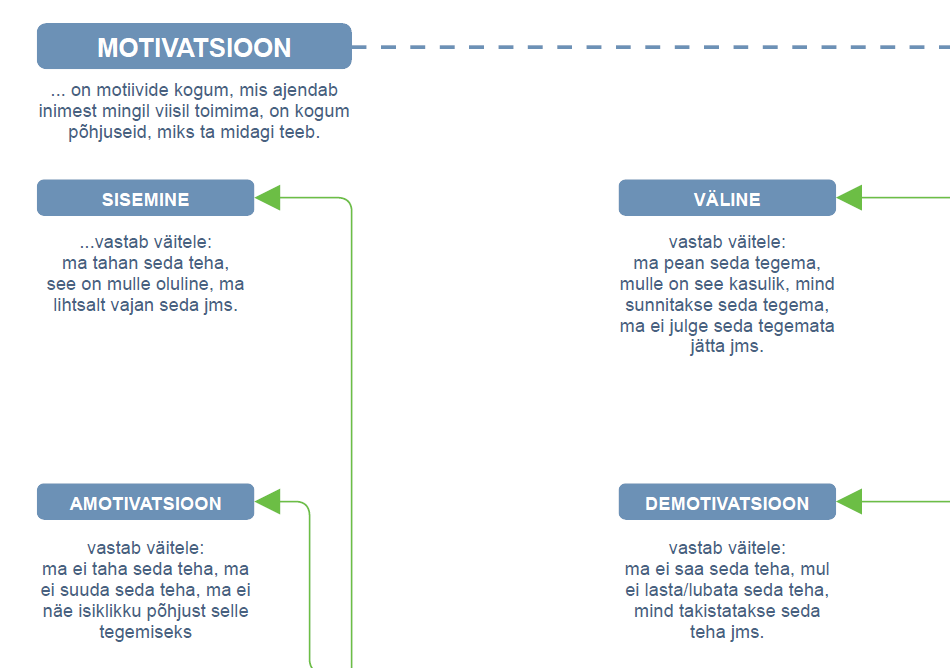 MOTIVATSIOON
... on motiivide kogum, mis ajendab
inimest mingil viisil toimima, on kogum
põhjuseid, miks ta midagi teeb.
SISEMINE
...vastab väitele:
ma tahan seda teha,
see on mulle oluline, ma
lihtsalt vajan seda jms.
VÄLINE
vastab väitele:
ma pean seda tegema,
mulle on see kasulik, mind
sunnitakse seda tegema,
ma ei julge seda tegemata
jätta jms.
AMOTIVATSIOON
vastab väitele:
ma ei taha seda teha, ma
ei suuda seda teha, ma ei
näe isiklikku põhjust selle
tegemiseks
DEMOTIVATSIOON
vastab väitele:
ma ei saa seda teha, mul
ei lasta/lubata seda teha,
mind takistatakse seda
teha jms.